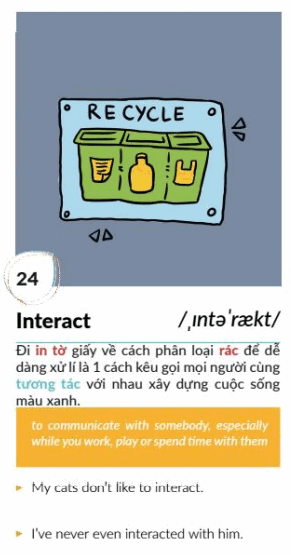 RE CYCLE
24
Interact /ˌɪntəˈrækt/
Đi in tờ giấy về cách phân loại rác để dễ
dàng xử lí là 1 cách kêu gọi mọi người cùng
tương tác với nhau xây dựng cuộc sống
màu xanh.
to communicate with somebody, especially
while you work, play or spend time with them
My cats don't like to interact.
I've never even interacted with him.